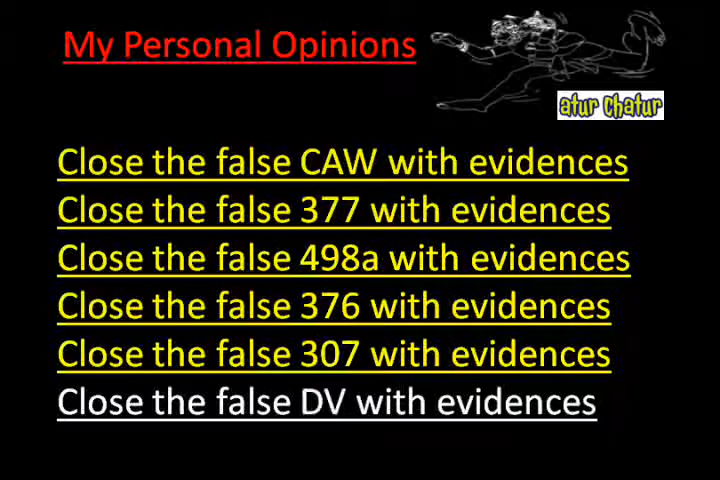 My Personal Opinions
atur chatur
Close the false CAW with evidences
Close the false 377 with evidences
Close the false 498a with evidences
Close the false 376 with evidences
Close the false 307 with evidences
Close the false DV with evidences